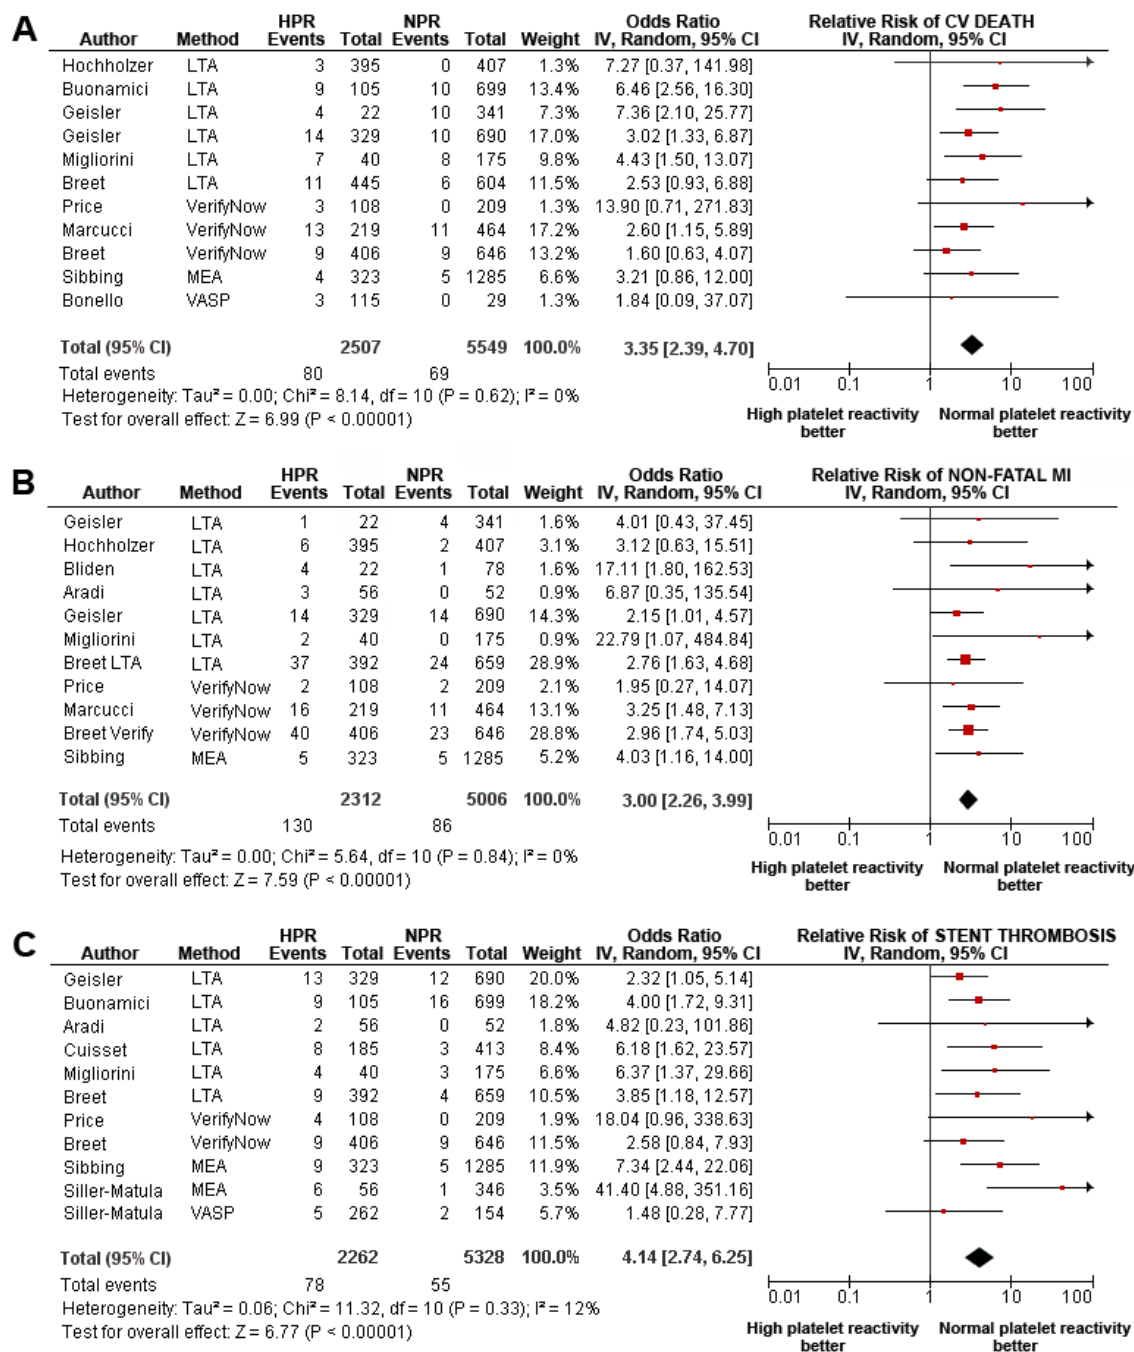 A
HPR NPR Odds Ratio Relative Risk of CV DEATH
Author Method Events Total Events Total Weight IV, Random, 95% CI IV, Random, 95% CI
Hochholzer LTA 3 395 0 407 1.3% 7.27 [0.37, 141.98]
Buonamici LTA 9 105 10 699 13.4% 6.46 [2.56, 16.30]
Geisler LTA 4 22 10 341 7.3% 7.36 [2.10, 25.77]
Geisler LTA 14 329 10 690 17.0% 3.02 [1.33, 6.87]
Migliorini LTA 7 40 8 175 9.8% 4.43 [1.50, 13.07]
Breet LTA 11 445 6 604 11.5% 2.53 [0.93, 6.88]
Price VerifyNow 3 108 0 209 1.3% 13.90 [0.71, 271.83]
Marcucci VerifyNow 13 219 11 464 17.2% 2.60 [1.15, 5.89]
Breet VerifyNow 9 406 9 646 13.2% 1.60 [0.63, 4.07]
Sibbing MEA 4 323 5 1285 6.6% 3.21 [0.86, 12.00]
Bonello VASP 3 115 0 29 1.3% 1.84 [0.09, 37.07]
Total (95% CI) 2507 5549 100.0% 3.35 [2.39, 4.70]
Total events 80 69
Heterogeneity: Tau² = 0.00; Chi² = 8.14, df = 10 (P = 0.62); I² = 0%
Test for overall effect: Z = 6.99 (P < 0.00001)
0.01 0.1 1 10 100
High platelet reactivity Normal platelet reactivity
better better
B
HPR NPR Odds Ratio Relative Risk of NON-FATAL MI
Author Method Events Total Events Total Weight IV, Random, 95% CI IV, Random, 95% CI
Geisler LTA 1 22 4 341 1.6% 4.01 [0.43, 37.45]
Hochholzer LTA 6 395 2 407 3.1% 3.12 [0.63, 15.51]
Bliden LTA 4 22 1 78 1.6% 17.11 [1.80, 162.53]
Aradi LTA 3 56 0 52 0.9% 6.87 [0.35, 135.54]
Geisler LTA 14 329 14 690 14.3% 2.15 [1.01, 4.57]
Migliorini LTA 2 40 0 175 0.9% 22.79 [1.07, 484.84]
Breet LTA LTA 37 392 24 659 28.9% 2.76 [1.63, 4.68]
Price VerifyNow 2 108 2 209 2.1% 1.95 [0.27, 14.07]
Marcucci VerifyNow 16 219 11 464 13.1% 3.25 [1.48, 7.13]
Breet Verify VerifyNow 40 406 23 646 28.8% 2.96 [1.74, 5.03]
Sibbing MEA 5 323 5 1285 5.2% 4.03 [1.16, 14.00]
Total (95% CI) 2312 5006 100.0% 3.00 [2.26, 3.99]
Total events 130 86
Heterogeneity: Tau² = 0.00; Chi² = 5.64, df = 10 (P = 0.84); I² = 0%
Test for overall effect: Z = 7.59 (P < 0.00001)
0.01 0.1 1 10 100
High platelet reactivity Normal platelet reactivity
better better
C
HPR NPR Odds Ratio Relative Risk of STENT THROMBOSIS
Author Method Events Total Events Total Weight IV, Random, 95% CI IV, Random, 95% CI
Geisler LTA 13 329 12 690 20.0% 2.32 [1.05, 5.14]
Buonamici LTA 9 105 16 699 18.2% 4.00 [1.72, 9.31]
Aradi LTA 2 56 0 52 1.8% 4.82 [0.23, 101.86]
Cuisset LTA 8 185 3 413 8.4% 6.18 [1.62, 23.57]
Migliorini LTA 4 40 3 175 6.6% 6.37 [1.37, 29.66]
Breet LTA 9 392 4 659 10.5% 3.85 [1.18, 12.57]
Price VerifyNow 4 108 0 209 1.9% 18.04 [0.96, 338.63]
Breet VerifyNow 9 406 9 646 11.5% 2.58 [0.84, 7.93]
Sibbing MEA 9 323 5 1285 11.9% 7.34 [2.44, 22.06]
Siller-Matula MEA 6 56 1 346 3.5% 41.40 [4.88, 351.16]
Siller-Matula VASP 5 262 2 154 5.7% 1.48 [0.28, 7.77]
Total (95% CI) 2262 5328 100.0% 4.14 [2.74, 6.25]
Total events 78 55
Heterogeneity: Tau² = 0.06; Chi² = 11.32, df = 10 (P = 0.33); I² = 12%
Test for overall effect: Z = 6.77 (P < 0.00001)
0.01 0.1 1 10 100
High platelet reactivity Normal platelet reactivity
better better